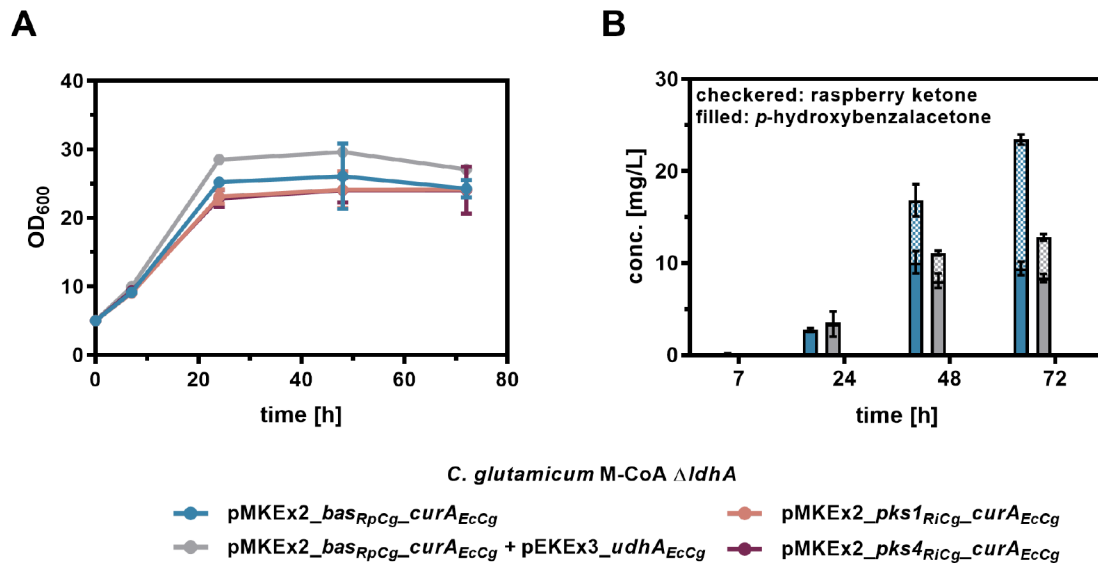 A
B
40
30
20
10
0
OD600
0
20
40
60
80
time [h]
30
20
10
0
conc. [mg/L]
checkered: raspberry ketone
filled: p-hydroxybenzalacetone
7
24
48
72
time [h]
C. glutamicum M-CoA ΔldhA
pMKEx2_basRpCg_curAEcCg
pMKEx2_pks1RiCg_curAEcCg
pMKEx2_basRpCg_curAEcCg + pEKEx3_udhAEcCg
pMKEx2_pks4RiCg_curAEcCg